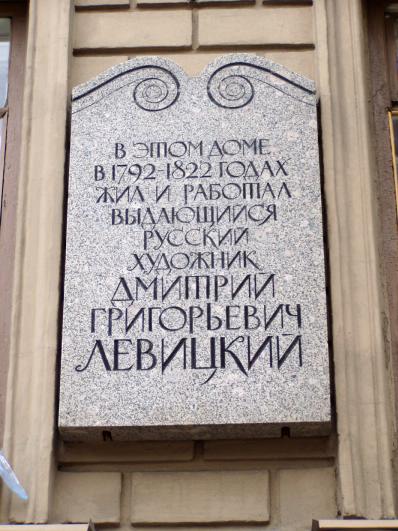 В ЭТОМ ДОМЕ
В 1792-1822 ГОДАХ
ЖИЛ И РАБОТАЛ
ВЫДАЮЩИЙСЯ
РУССКИЙ
ХУДОЖНИК
ДМИТРИЙ
ГРИГОРЬЕВИЧ
ЛЕВИЦКИЙ